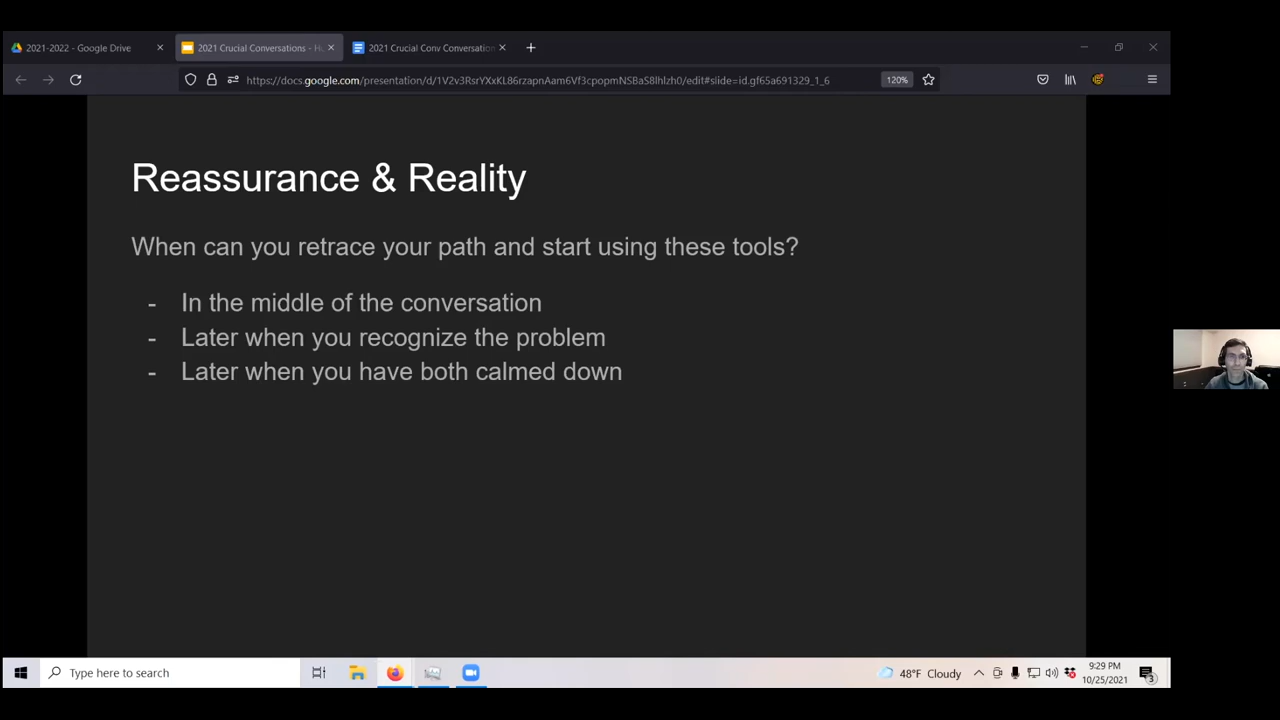 2021-2022 - Google Drive
2021 Crucial Conversations - H
2021 Crucial Conv Conversation
https://docs.google.com/presentation/d/1V2v3RsrYXxKL86rzapnAam6Vf3cpopmNSBaS8lhlzh0/edit#slide=id.gf65a691329_1_6
120%
Reassurance & Reality
When can you retrace your path and start using these tools?
- In the middle of the conversation
- Later when you recognize the problem
- Later when you have both calmed down
Type here to search
48°F Cloudy
9:29 PM
10/25/2021
3